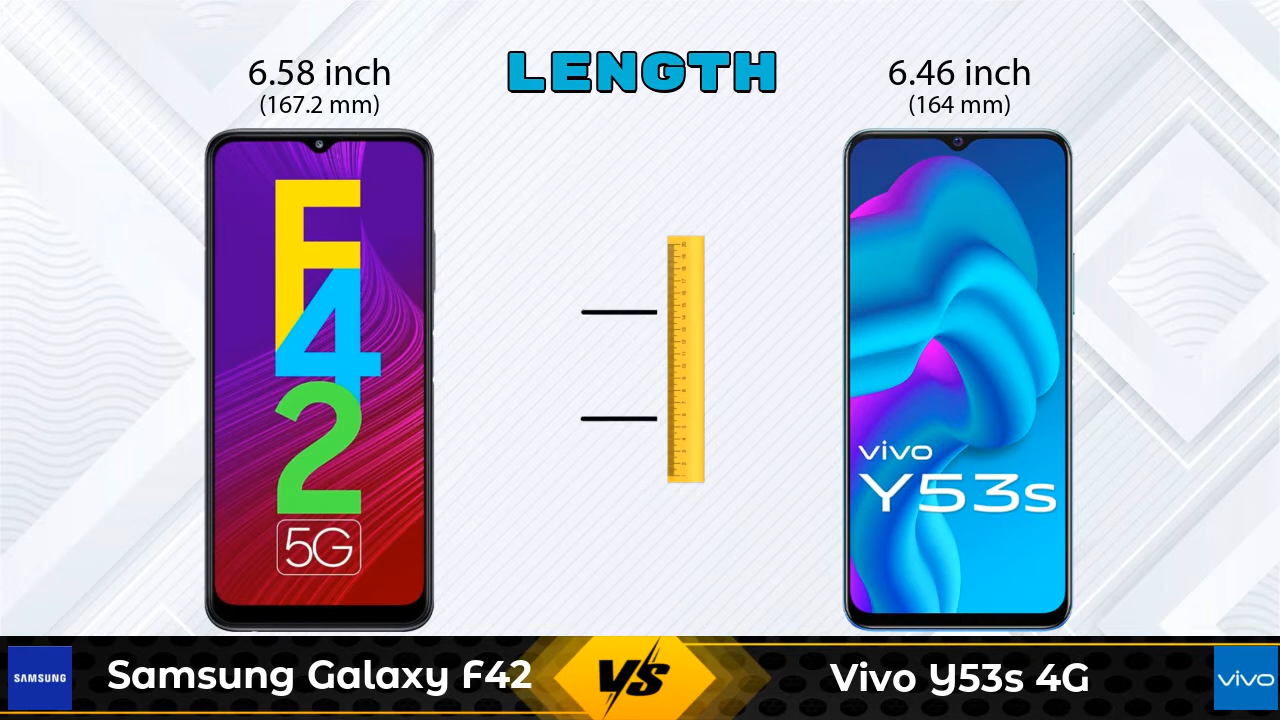 LENGTH
6.58 inch
(167.2 mm)
6.46 inch
(164 mm)
F
4
2
5G
vivo
Y53s
SAMSUNG
Samsung Galaxy F42
VS
Vivo Y53s 4G
vivo